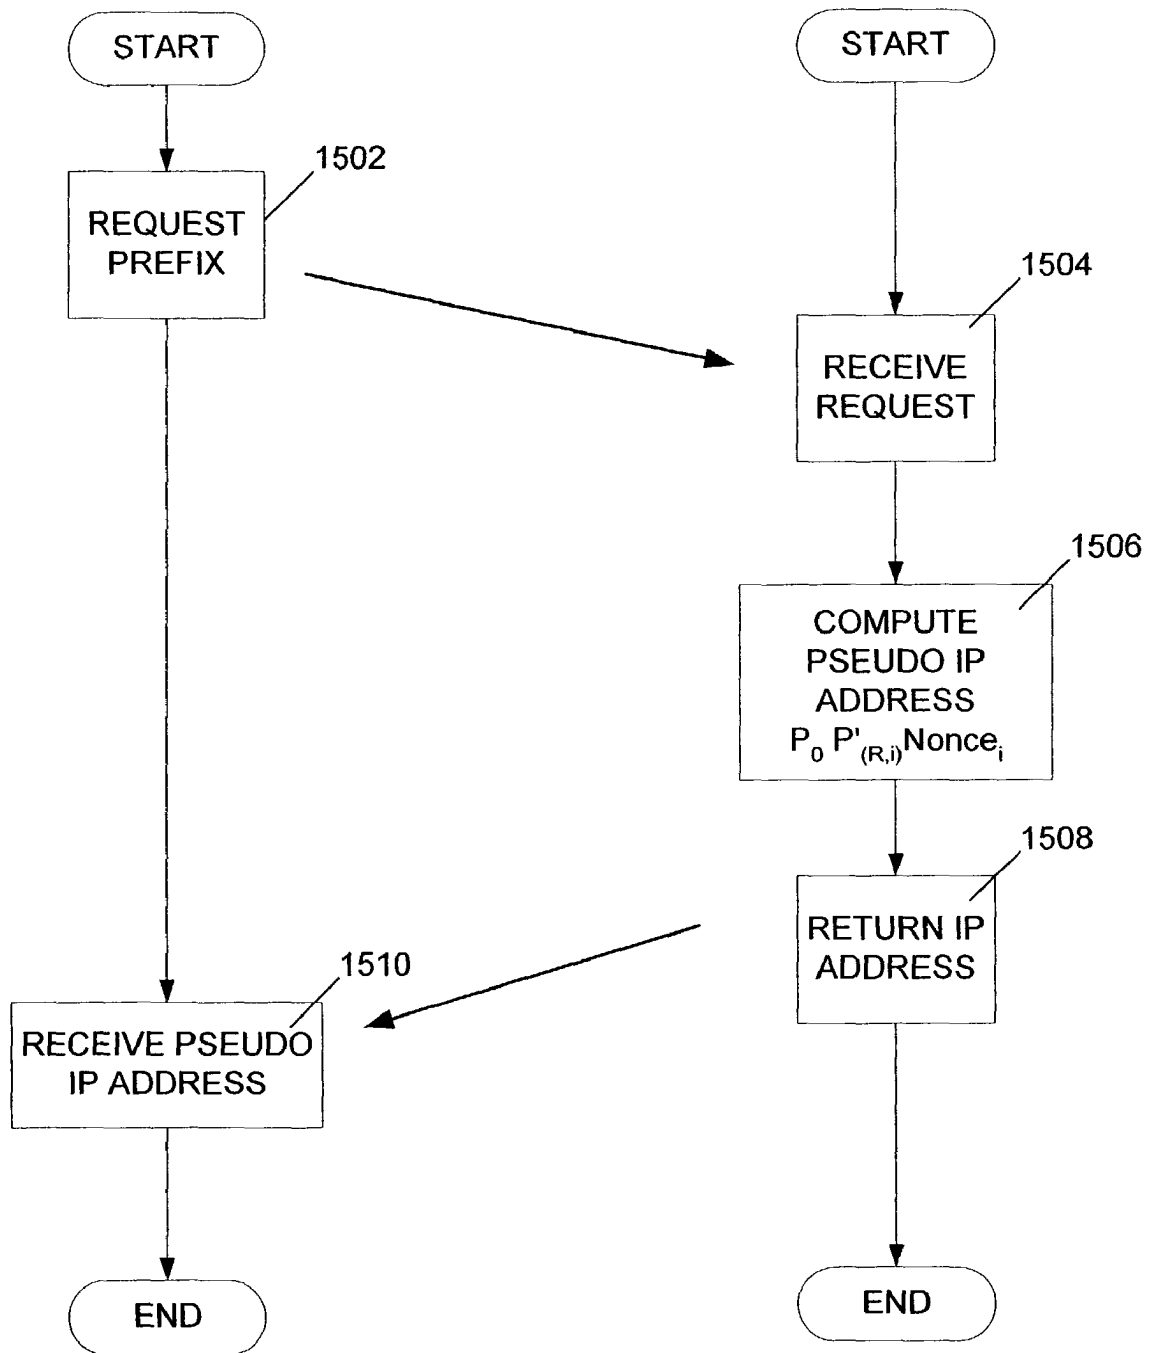 START
START
1502
REQUEST
PREFIX
1504
RECEIVE
REQUEST
1506
COMPUTE
PSEUDO IP
ADDRESS
P₀ P'₍R,i₎Nonceᵢ
1508
RETURN IP
ADDRESS
1510
RECEIVE PSEUDO
IP ADDRESS
END
END